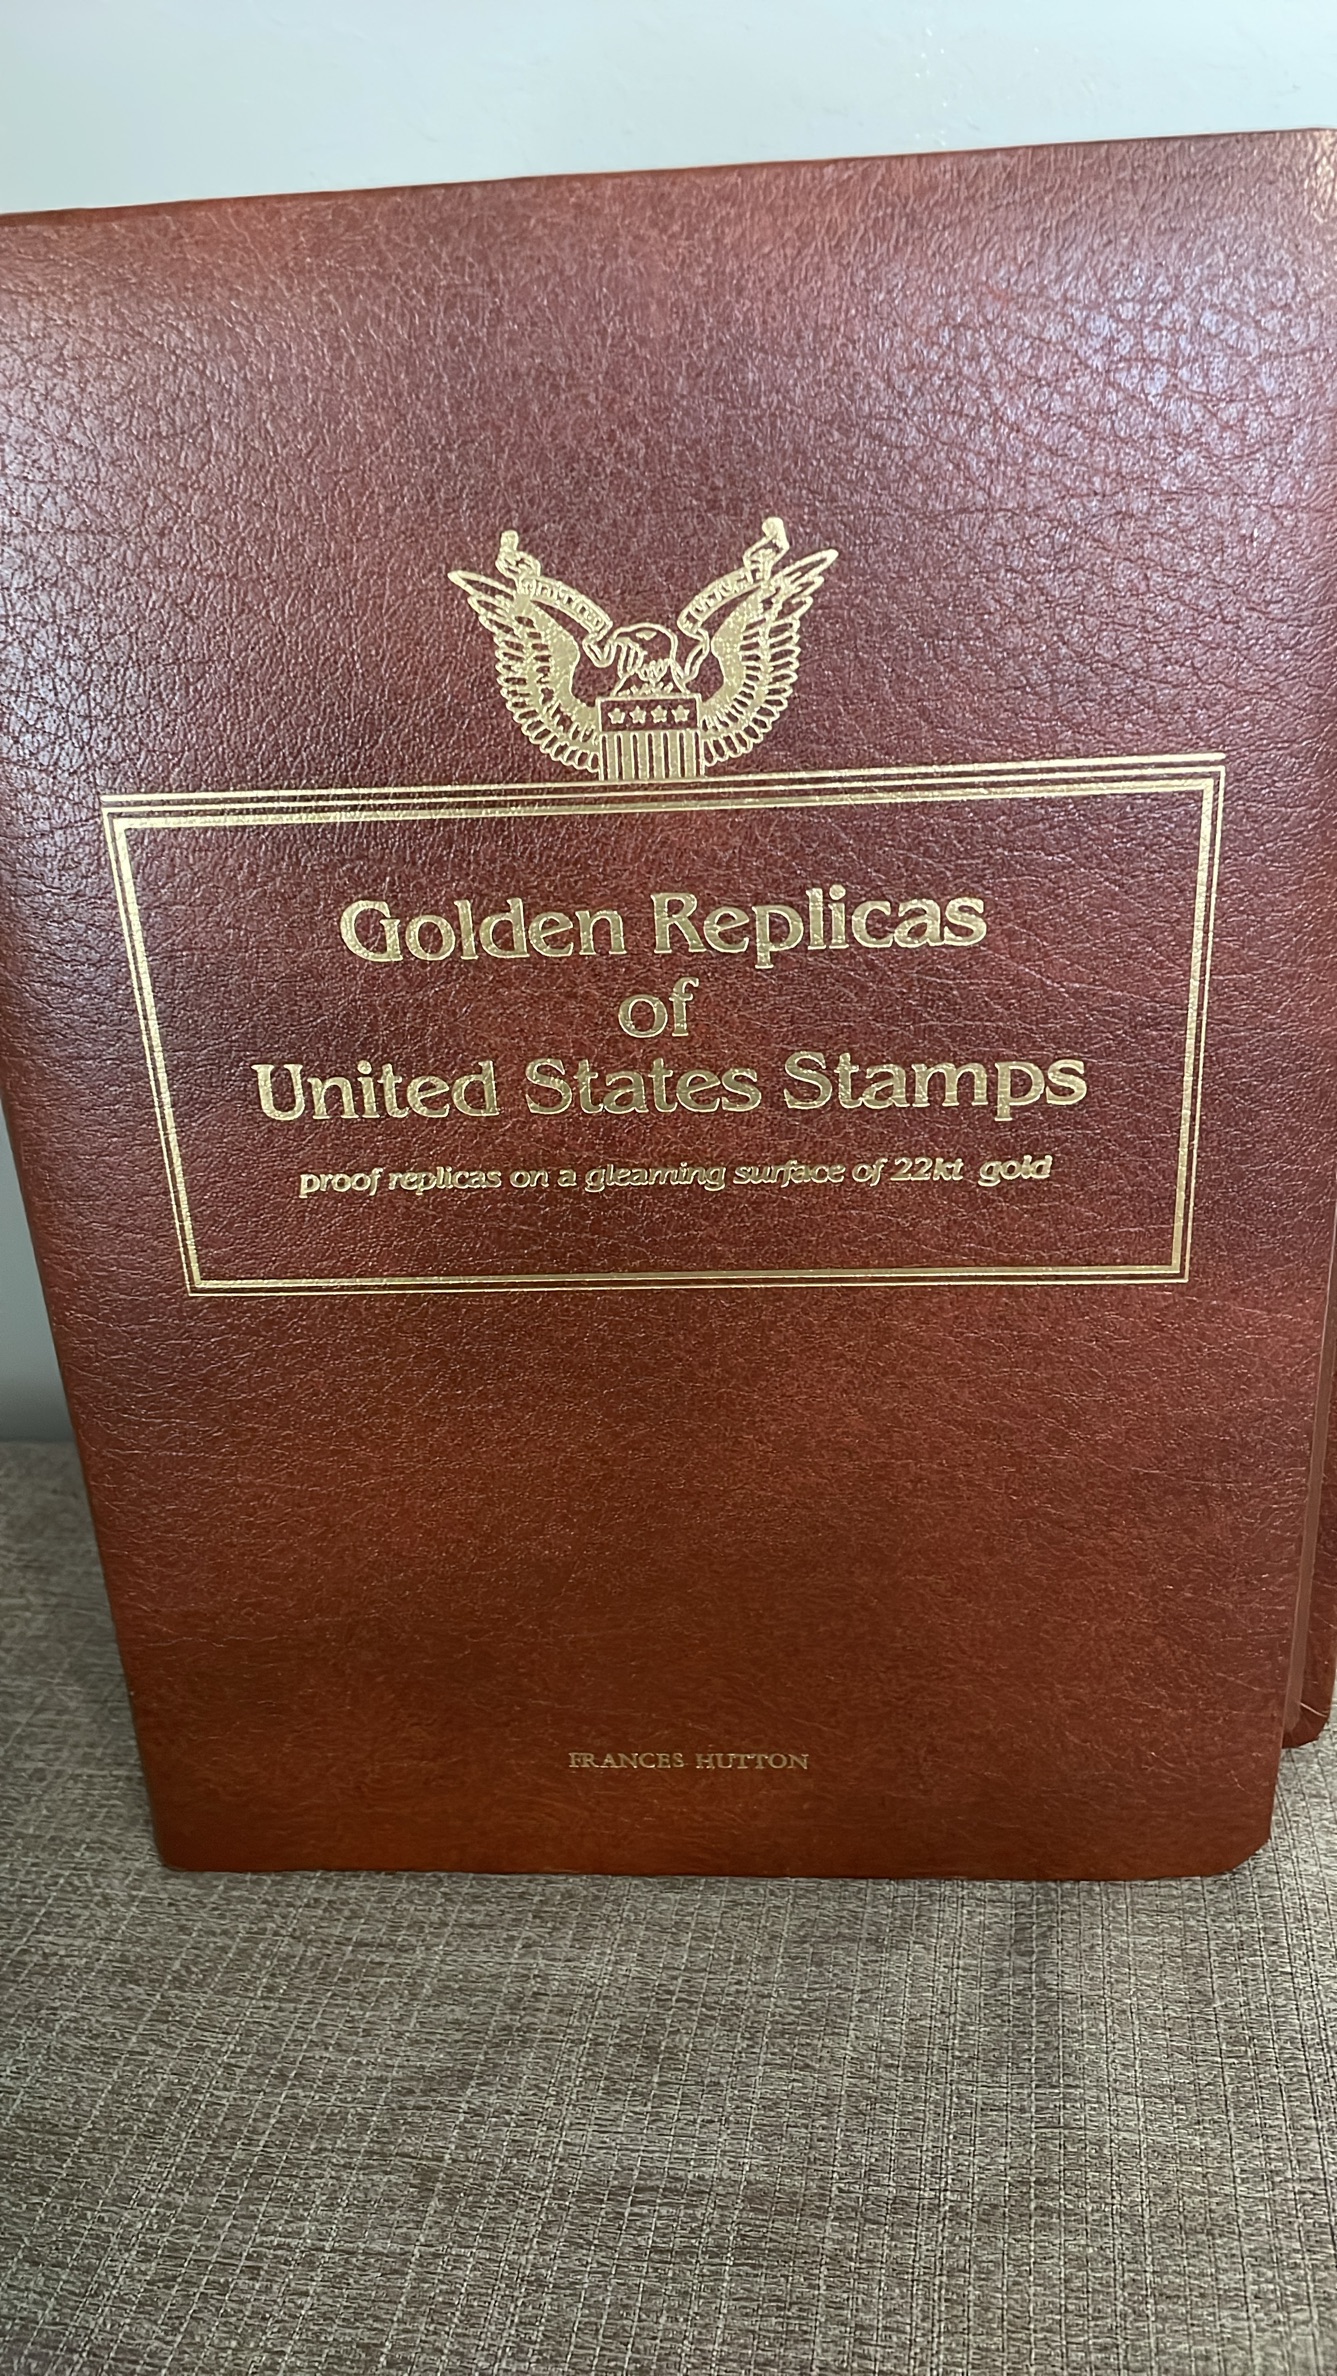 Golden Replicas
of
United States Stamps
proof replicas on a gleaming surface of 22kt gold
FRANCES HUTTON